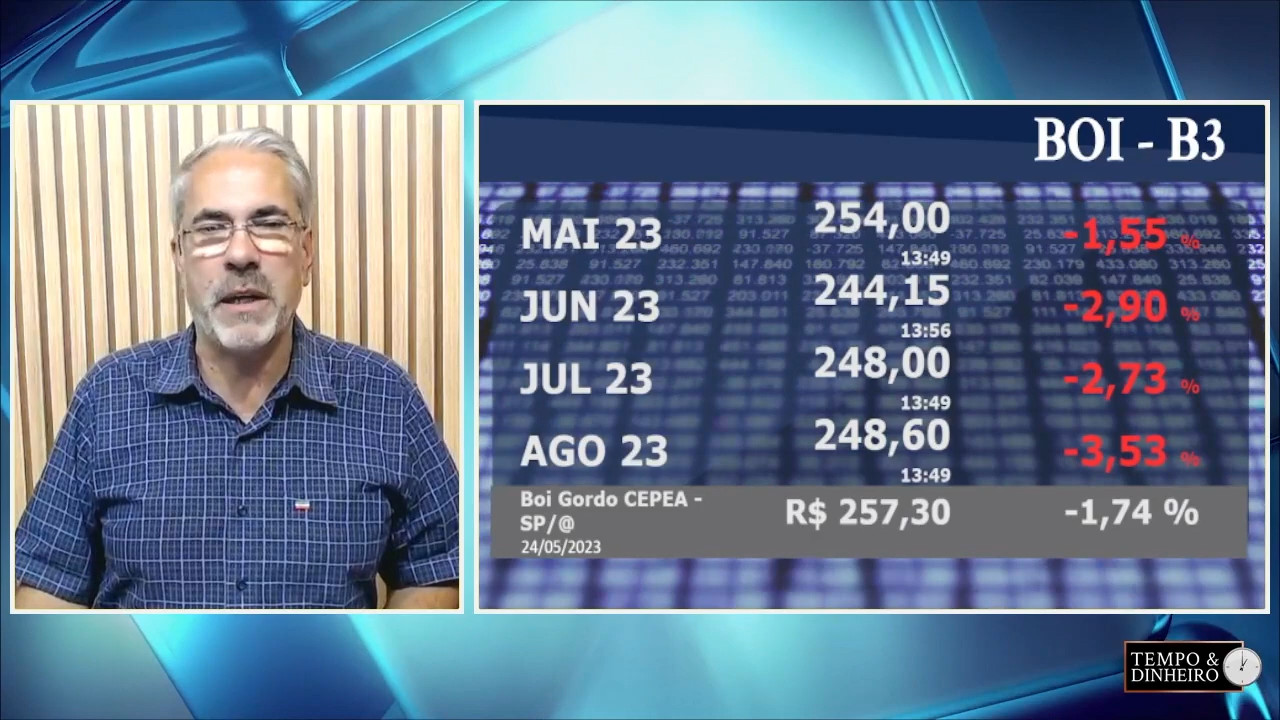 BOI - B3
MAI 23
254,00
-1,55 %
13:49
JUN 23
244,15
-2,90 %
13:56
JUL 23
248,00
-2,73 %
13:49
AGO 23
248,60
-3,53 %
13:49
Boi Gordo CEPEA -
SP/@
24/05/2023
R$ 257,30
-1,74 %
TEMPO &
DINHEIRO